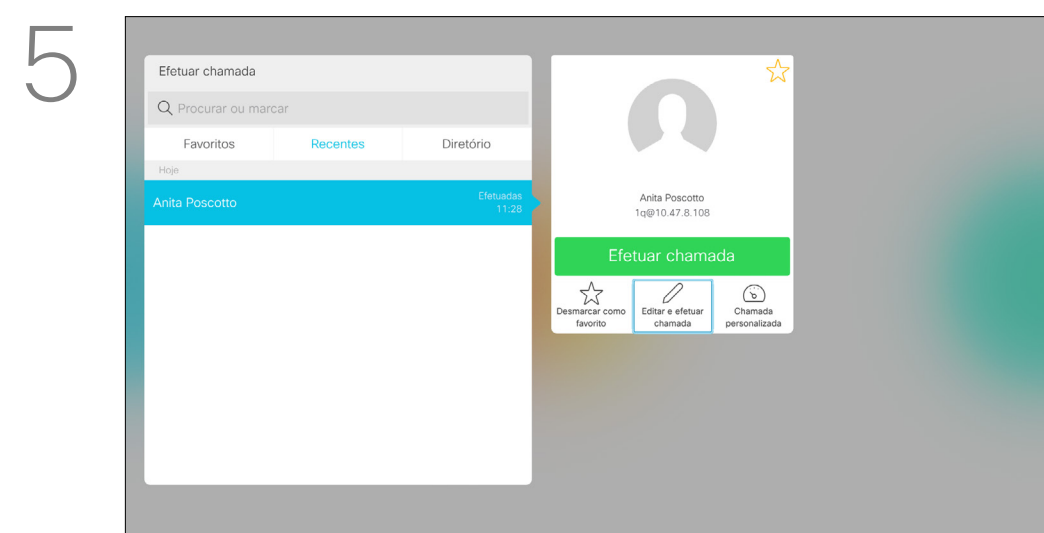 5
Efetuar chamada
Procurar ou marcar
Favoritos Recentes Diretório
Hoje
Anita Poscotto Efetuadas
11:28
Anita Poscotto
1q@10.47.8.108
Efetuar chamada
Desmarcar como
favorito
Editar e efetuar
chamada
Chamada
personalizada